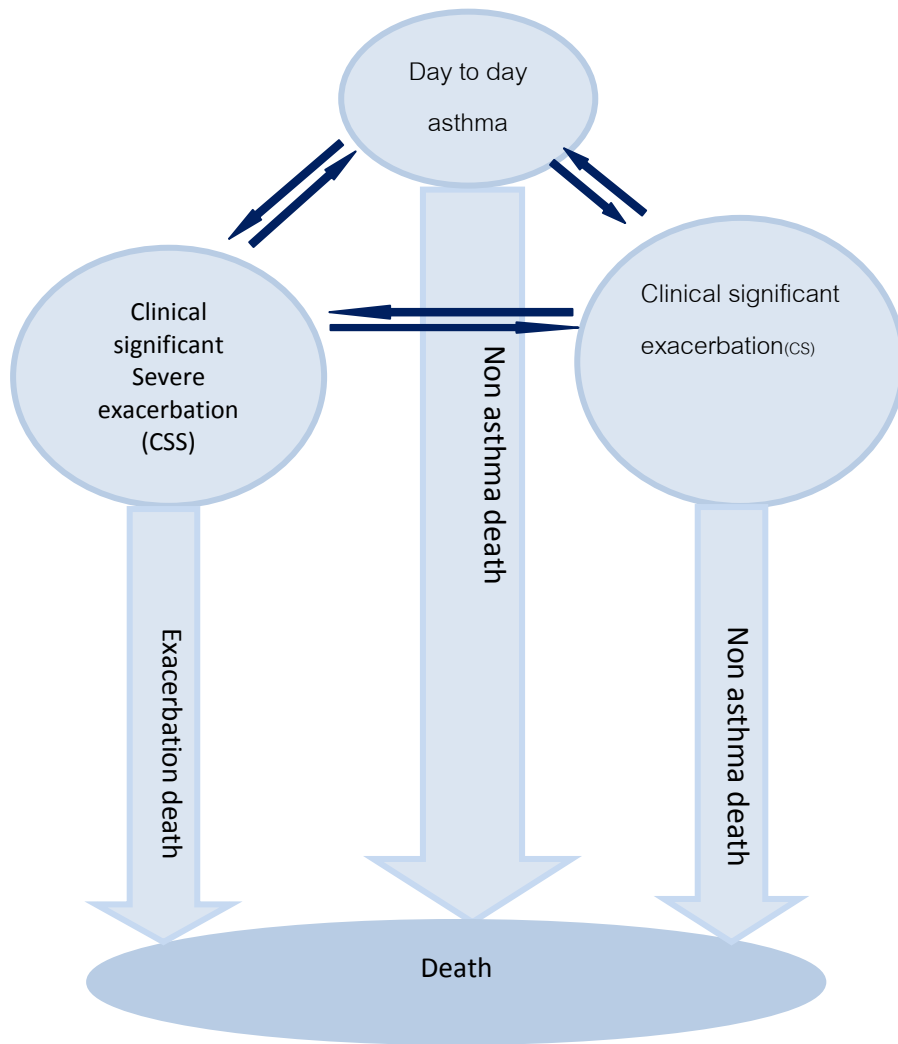 Day to day
asthma
Clinical
significant
Severe
exacerbation
(CSS)
Clinical significant
exacerbation(CS)
Non asthma death
Exacerbation death
Non asthma death
Death